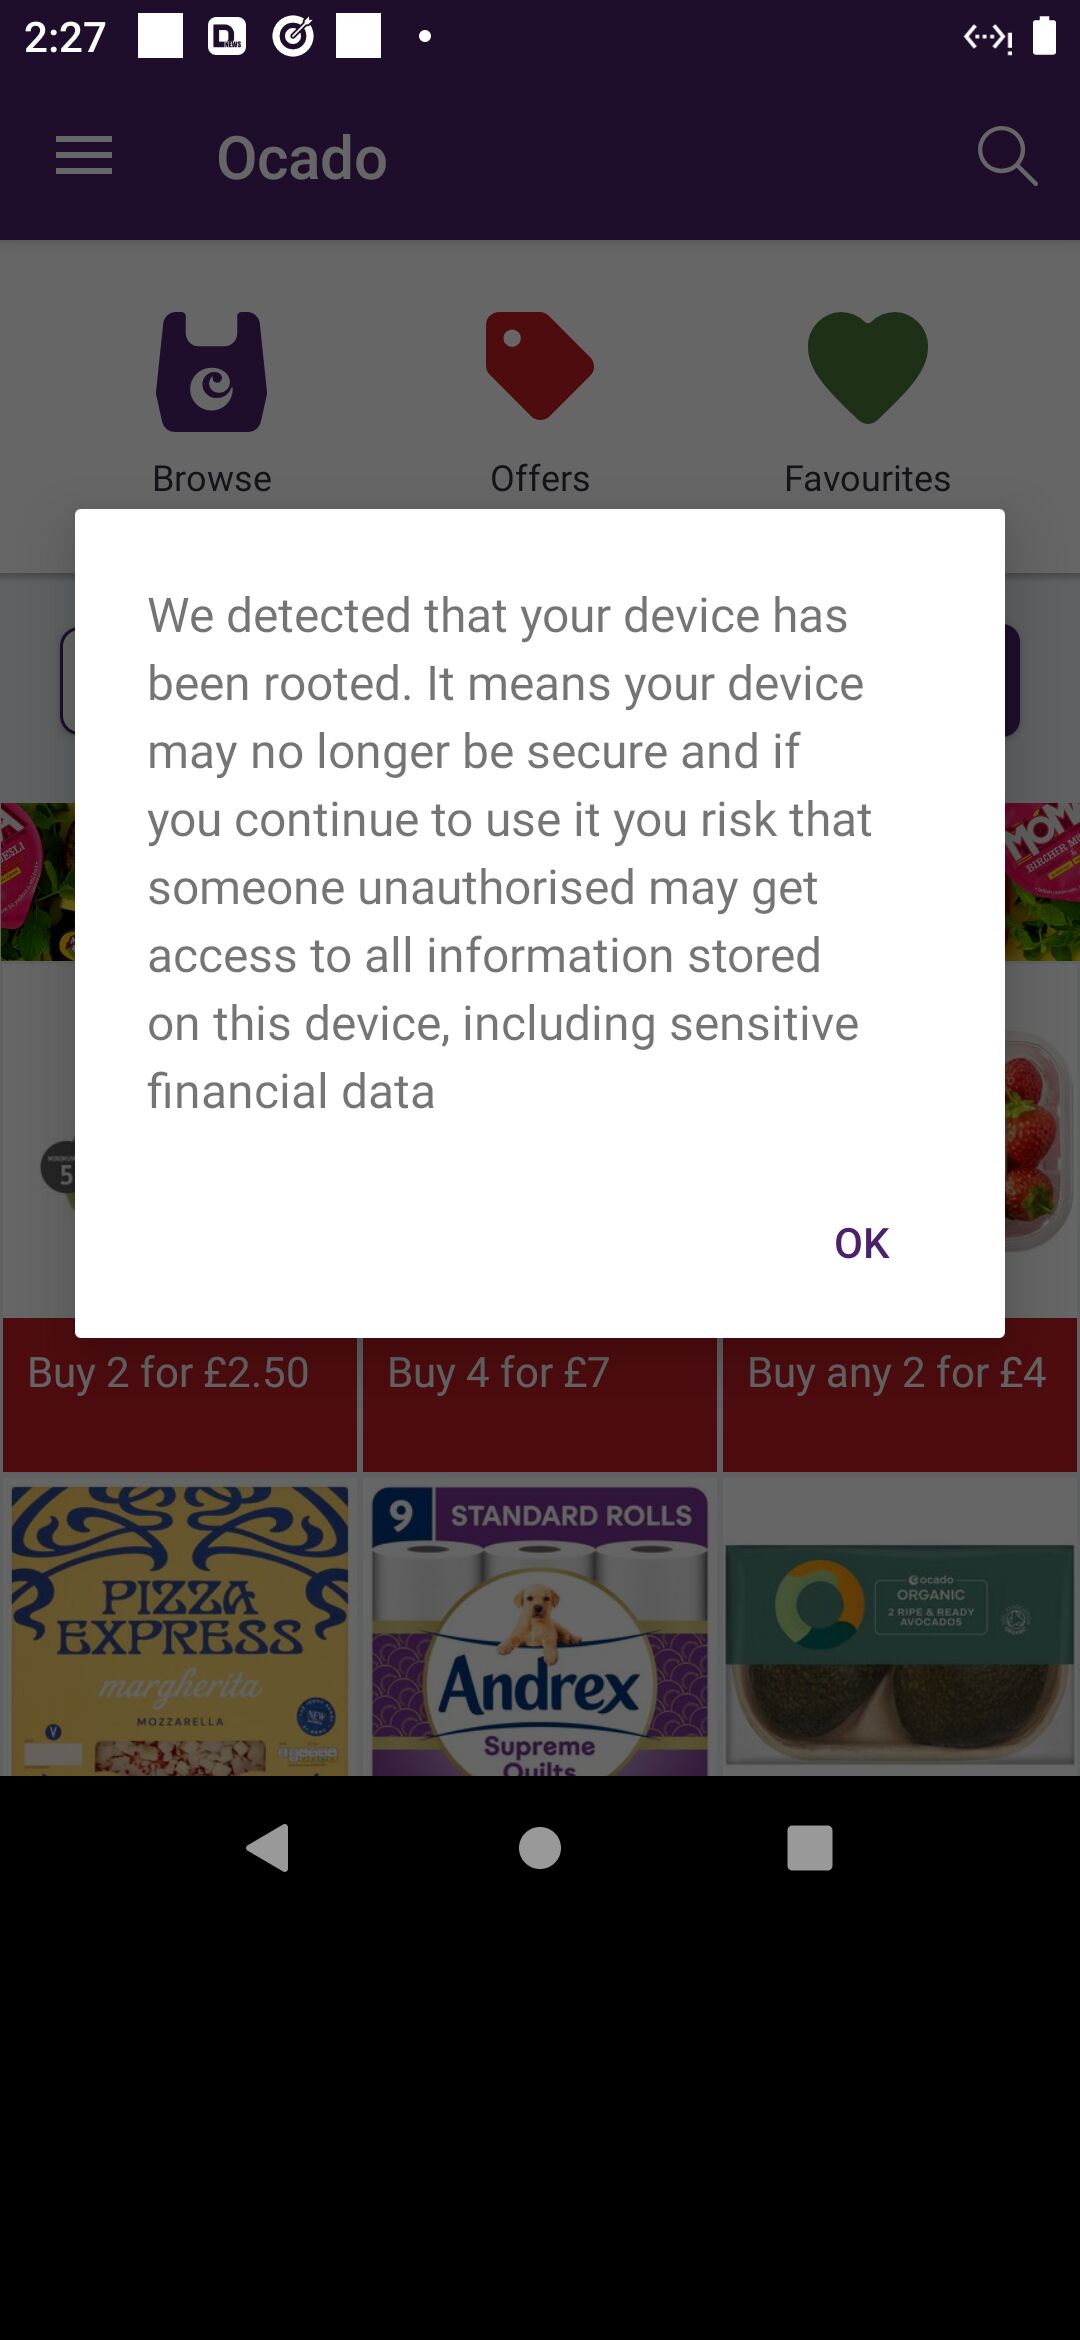 2:27
Ocado
Browse
Offers
Favourites
We detected that your device has
been rooted. It means your device
may no longer be secure and if
you continue to use it you risk that
someone unauthorised may get
access to all information stored
on this device, including sensitive
financial data
OK
Buy 2 for £2.50
Buy 4 for £7
Buy any 2 for £4
PIZZA
EXPRESS
margherita
MOZZARELLA
NEW
V
9 STANDARD ROLLS
Andrex
Supreme
Quilts
ocado
ORGANIC
2 RIPE & READY
AVOCADOS